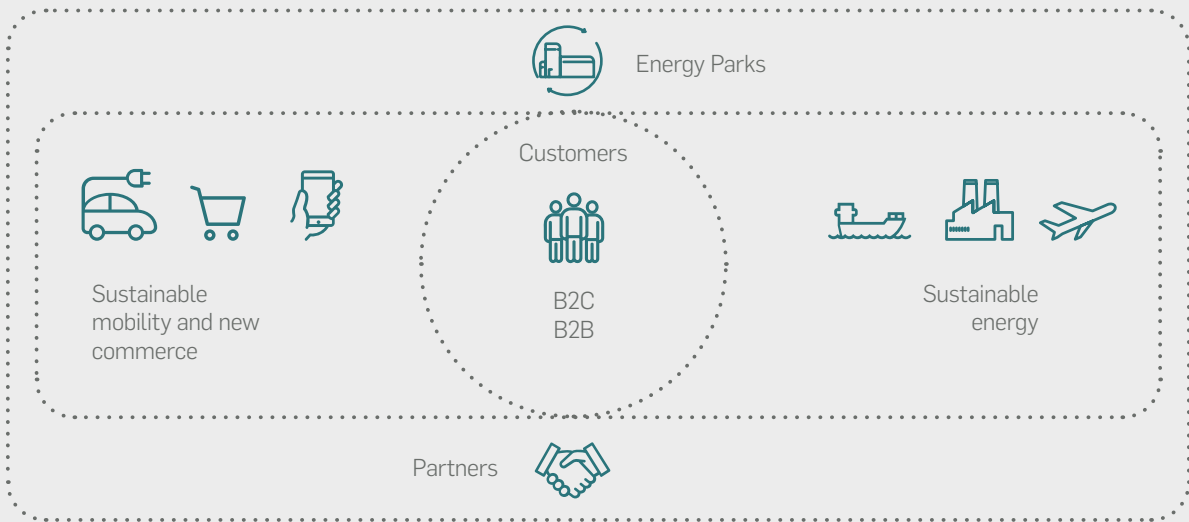 Energy Parks
Customers
Sustainable
mobility and new
commerce
B2C
B2B
Sustainable
energy
Partners